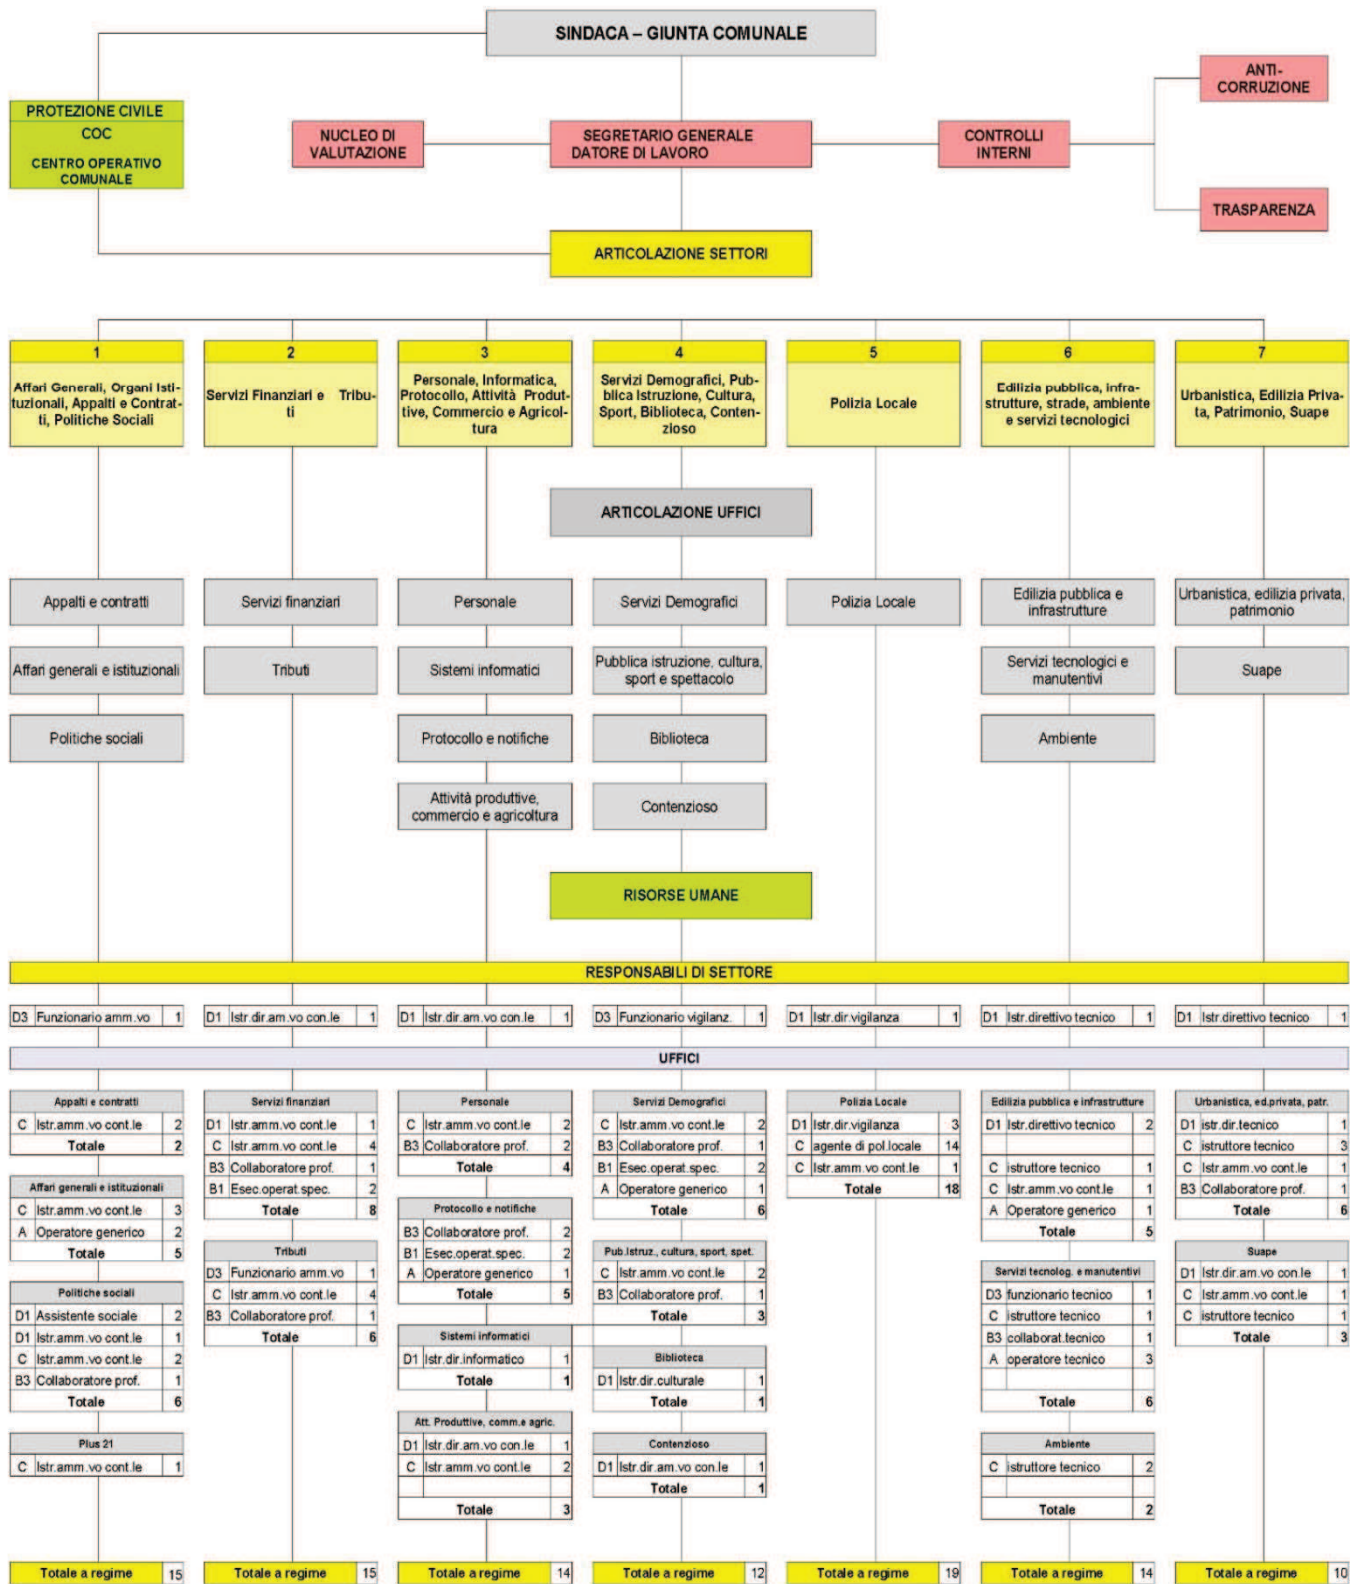 SINDACA – GIUNTA COMUNALE
ANTI-
CORRUZIONE
PROTEZIONE CIVILE
COC
CENTRO OPERATIVO
COMUNALE
NUCLEO DI
VALUTAZIONE
SEGRETARIO GENERALE
DATORE DI LAVORO
CONTROLLI
INTERNI
TRASPARENZA
ARTICOLAZIONE SETTORI
1
Affari Generali, Organi Isti-
tuzionali, Appalti e Contrat-
ti, Politiche Sociali
2
Servizi Finanziari e Tribu-
ti
3
Personale, Informatica,
Protocollo, Attività Produt-
tive, Commercio e Agricol-
tura
4
Servizi Demografici, Pub-
blica Istruzione, Cultura,
Sport, Biblioteca, Conten-
zioso
5
Polizia Locale
6
Edilizia pubblica, infra-
strutture, strade, ambiente
e servizi tecnologici
7
Urbanistica, Edilizia Priva-
ta, Patrimonio, Suape
ARTICOLAZIONE UFFICI
Appalti e contratti
Servizi finanziari
Personale
Servizi Demografici
Polizia Locale
Edilizia pubblica e
infrastrutture
Urbanistica, edilizia privata,
patrimonio
Affari generali e istituzionali
Tributi
Sistemi informatici
Pubblica istruzione, cultura,
sport e spettacolo
Servizi tecnologici e
manutentivi
Suape
Politiche sociali
Protocollo e notifiche
Biblioteca
Ambiente
Attività produttive,
commercio e agricoltura
Contenzioso
RISORSE UMANE
RESPONSABILI DI SETTORE
D3 Funzionario amm.vo 1
D1 Istr.dir.am.vo con.le 1
D1 Istr.dir.am.vo con.le 1
D3 Funzionario vigilanz. 1
D1 Istr.dir.vigilanza 1
D1 Istr.direttivo tecnico 1
D1 Istr.direttivo tecnico 1
UFFICI
Appalti e contratti
C Istr.amm.vo cont.le 2
Totale 2
Affari generali e istituzionali
C Istr.amm.vo cont.le 3
A Operatore generico 2
Totale 5
Politiche sociali
D1 Assistente sociale 2
D1 Istr.amm.vo cont.le 1
C Istr.amm.vo cont.le 2
B3 Collaboratore prof. 1
Totale 6
Plus 21
C Istr.amm.vo cont.le 1
Servizi finanziari
D1 Istr.amm.vo cont.le 1
C Istr.amm.vo cont.le 4
B3 Collaboratore prof. 1
B1 Esec.operat.spec. 2
Totale 8
Tributi
D3 Funzionario amm.vo 1
C Istr.amm.vo cont.le 4
B3 Collaboratore prof. 1
Totale 6
Personale
C Istr.amm.vo cont.le 2
B3 Collaboratore prof. 2
Totale 4
Protocollo e notifiche
B3 Collaboratore prof. 2
B1 Esec.operat.spec. 2
A Operatore generico 1
Totale 5
Sistemi informatici
D1 Istr.dir.informatico 1
Totale 1
Att. Produttive, comm.e agric.
D1 Istr.dir.am.vo con.le 1
C Istr.amm.vo cont.le 2
Totale 3
Servizi Demografici
C Istr.amm.vo cont.le 2
B3 Collaboratore prof. 1
B1 Esec.operat.spec. 2
A Operatore generico 1
Totale 6
Pub.Istruz., cultura, sport, spet.
C Istr.amm.vo cont.le 2
B3 Collaboratore prof. 1
Totale 3
Biblioteca
D1 Istr.dir.culturale 1
Totale 1
Contenzioso
D1 Istr.dir.am.vo con.le 1
Totale 1
Polizia Locale
D1 Istr.dir.vigilanza 3
C agente di pol.locale 14
C Istr.amm.vo cont.le 1
Totale 18
Edilizia pubblica e infrastrutture
D1 Istr.direttivo tecnico 2
C istruttore tecnico 1
C Istr.amm.vo cont.le 1
A Operatore generico 1
Totale 5
Servizi tecnolog. e manutentivi
D3 funzionario tecnico 1
C istruttore tecnico 1
B3 collaborat.tecnico 1
A operatore tecnico 3
Totale 6
Ambiente
C istruttore tecnico 2
Totale 2
Urbanistica, ed.privata, patr.
D1 istr.dir.tecnico 1
C istruttore tecnico 3
C Istr.amm.vo cont.le 1
B3 Collaboratore prof. 1
Totale 6
Suape
D1 Istr.dir.am.vo con.le 1
C Istr.amm.vo cont.le 1
C istruttore tecnico 1
Totale 3
Totale a regime 15
Totale a regime 15
Totale a regime 14
Totale a regime 12
Totale a regime 19
Totale a regime 14
Totale a regime 10